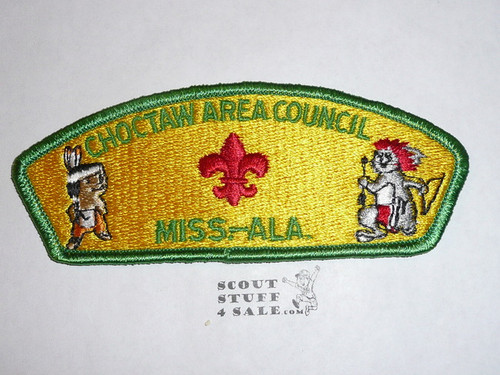 CHOCTAW AREA COUNCIL
MISS.-ALA.
SCOUT
STUFF
4 SALE.com